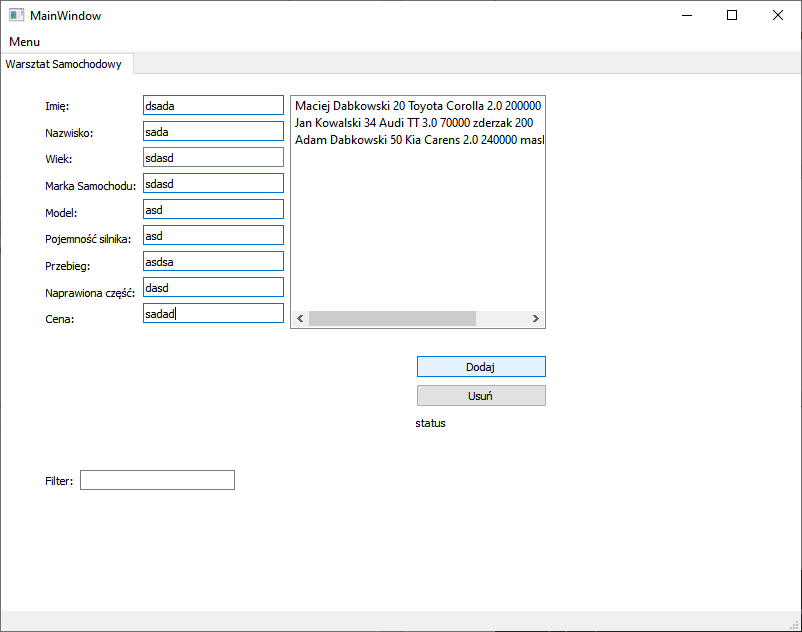 MainWindow
Menu
Warsztat Samochodowy
Imię: dsada
Nazwisko: sada
Wiek: sdasd
Marka Samochodu: sdasd
Model: asd
Pojemność silnika: asd
Przebieg: asdsa
Naprawiona część: dasd
Cena: sadad
Maciej Dabkowski 20 Toyota Corolla 2.0 200000
Jan Kowalski 34 Audi TT 3.0 70000 zderzak 200
Adam Dabkowski 50 Kia Carens 2.0 240000
Dodaj
Usuń
status
Filter: